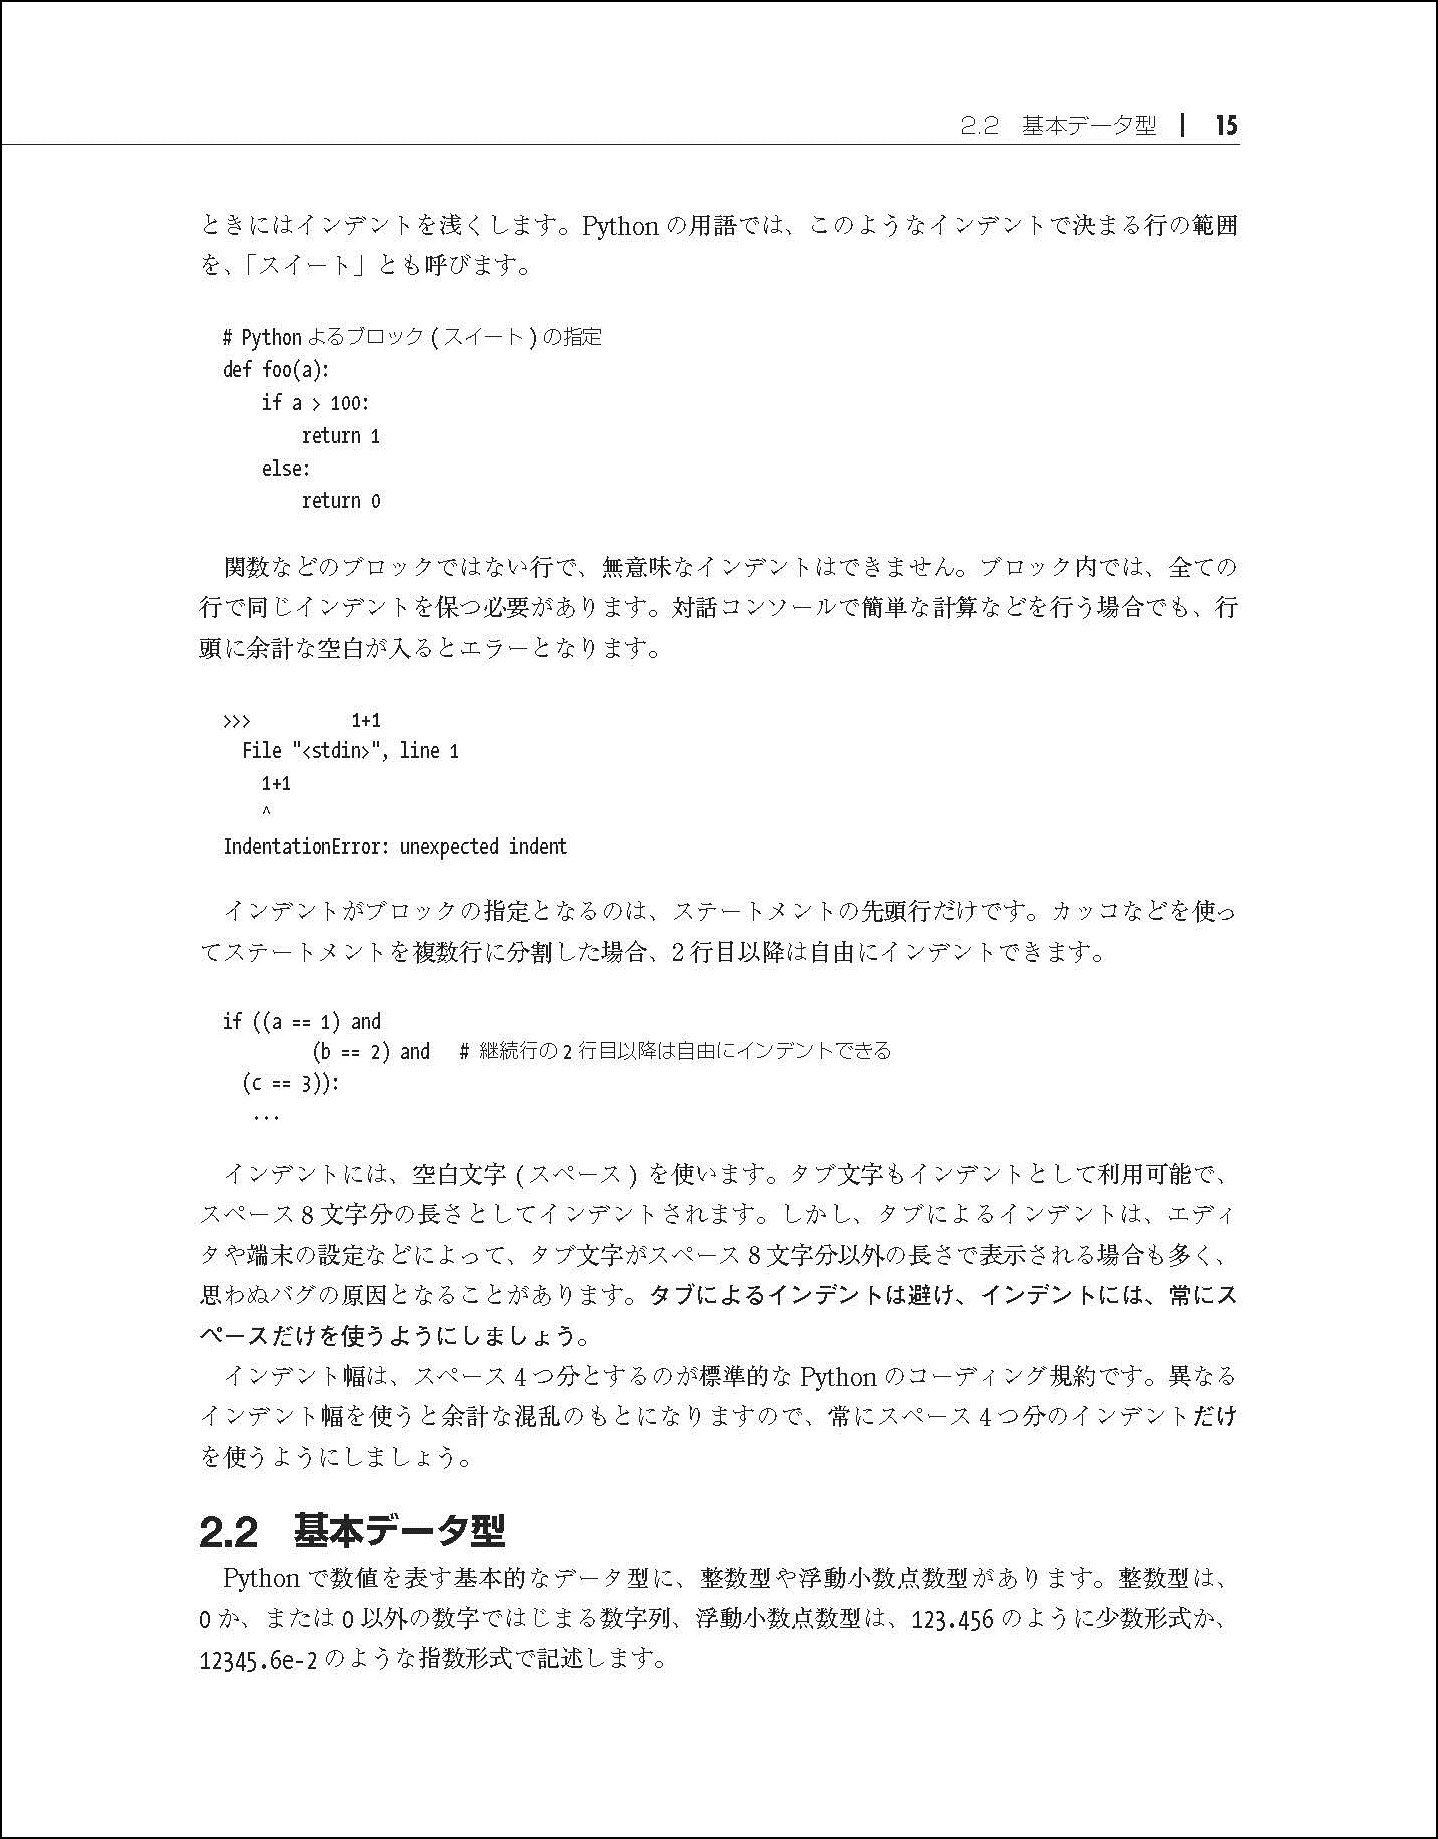 2.2　基本データ型 | 15
ときにはインデントを浅くします。Python の用語では、このようなインデントで決まる行の範囲
を、「スイート」とも呼びます。
# Python よるブロック ( スイート ) の指定
def foo(a):
    if a > 100:
        return 1
    else:
        return 0
関数などのブロックではない行で、無意味なインデントはできません。ブロック内では、全ての
行で同じインデントを保つ必要があります。対話コンソールで簡単な計算などを行う場合でも、行
頭に余計な空白が入るとエラーとなります。
>>>          1+1
  File "<stdin>", line 1
    1+1
    ^
IndentationError: unexpected indent
インデントがブロックの指定となるのは、ステートメントの先頭行だけです。カッコなどを使っ
てステートメントを複数行に分割した場合、2 行目以降は自由にインデントできます。
if ((a == 1) and
         (b == 2) and   # 継続行の 2 行目以降は自由にインデントできる
  (c == 3)):
   ...
インデントには、空白文字 ( スペース ) を使います。タブ文字もインデントとして利用可能で、
スペース 8 文字分の長さとしてインデントされます。しかし、タブによるインデントは、エディ
タや端末の設定などによって、タブ文字がスペース 8 文字分以外の長さで表示される場合も多く、
思わぬバグの原因となることがあります。タブによるインデントは避け、インデントには、常にス
ペースだけを使うようにしましょう。
インデント幅は、スペース 4 つ分とするのが標準的な Python のコーディング規約です。異なる
インデント幅を使うと余計な混乱のもとになりますので、常にスペース 4 つ分のインデントだけ
を使うようにしましょう。
2.2　基本データ型
Python で数値を表す基本的なデータ型に、整数型や浮動小数点数型があります。整数型は、
0 か、または 0 以外の数字ではじまる数字列、浮動小数点数型は、123.456 のように少数形式か、
12345.6e-2 のような指数形式で記述します。